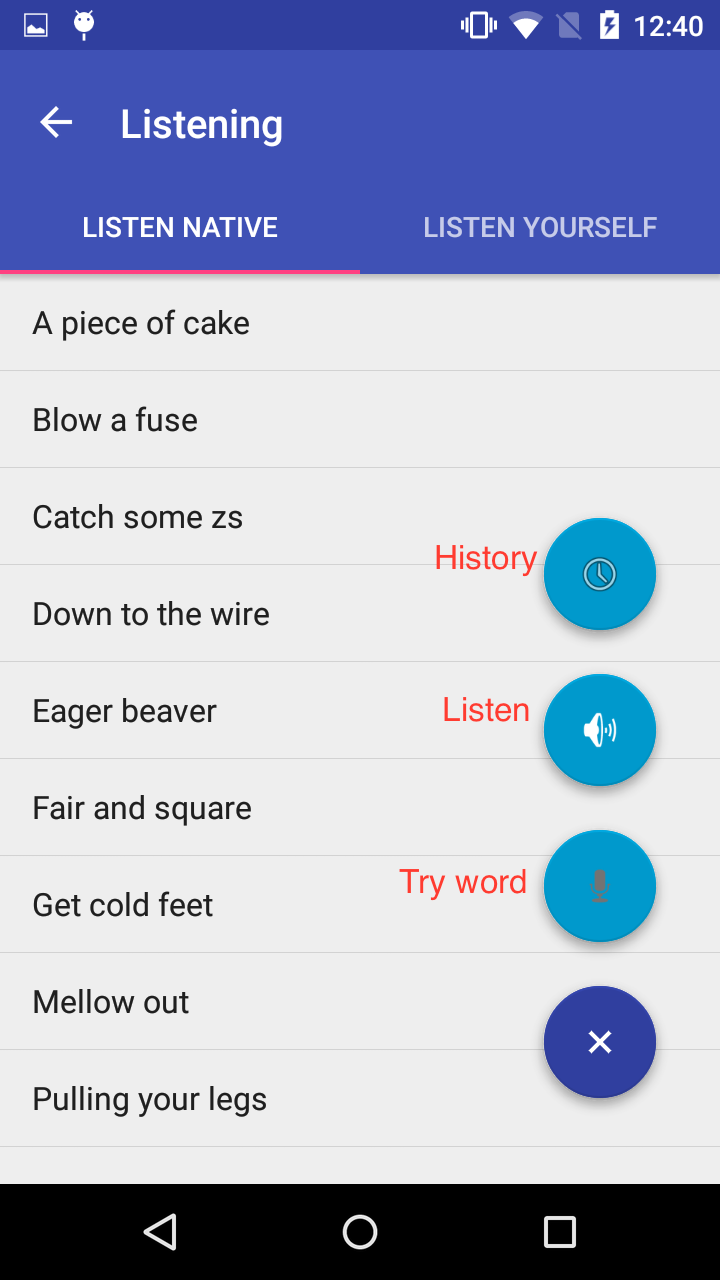 12:40
Listening
LISTEN NATIVE
LISTEN YOURSELF
A piece of cake
Blow a fuse
Catch some zs
History
Down to the wire
Eager beaver
Listen
Fair and square
Try word
Get cold feet
Mellow out
Pulling your legs